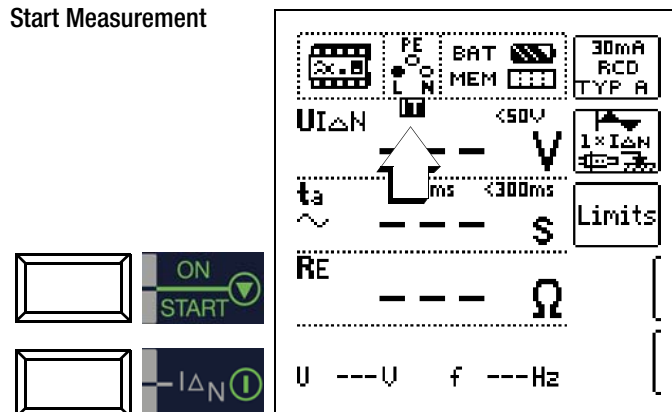 Start Measurement
PE
L N
BAT
MEM
30mA
RCD
TYP A
UI△N
<50V
--- V
1×I△N
ta
ms <300ms
~ --- s
Limits
RE
--- Ω
ON
START
I△N
U ---V f ---Hz